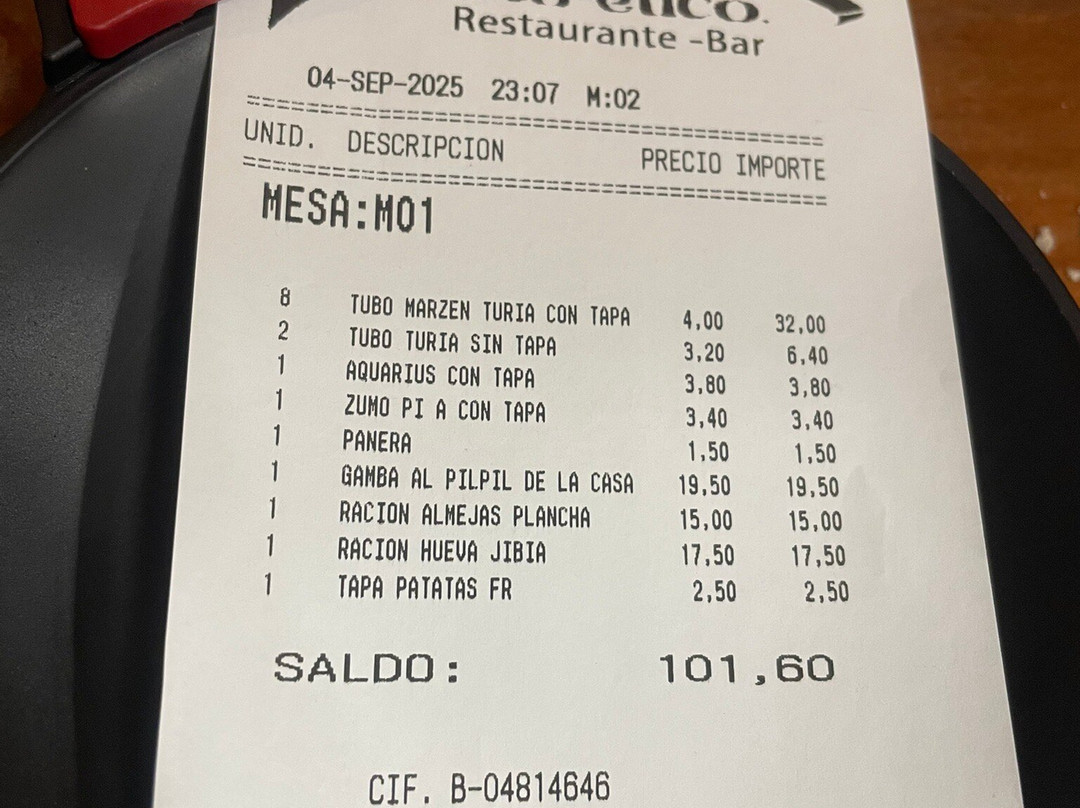 Restaurante -Bar
04-SEP-2025 23:07 M:02
================================================
UNID. DESCRIPCION PRECIO IMPORTE
================================================
MESA:M01
8 TUBO MARZEN TURIA CON TAPA 4,00 32,00
2 TUBO TURIA SIN TAPA 3,20 6,40
1 AQUARIUS CON TAPA 3,80 3,80
1 ZUMO PI A CON TAPA 3,40 3,40
1 PANERA 1,50 1,50
1 GAMBA AL PILPIL DE LA CASA 19,50 19,50
1 RACION ALMEJAS PLANCHA 15,00 15,00
1 RACION HUEVA JIBIA 17,50 17,50
1 TAPA PATATAS FR 2,50 2,50
SALDO: 101,60
CIF. B-04814646